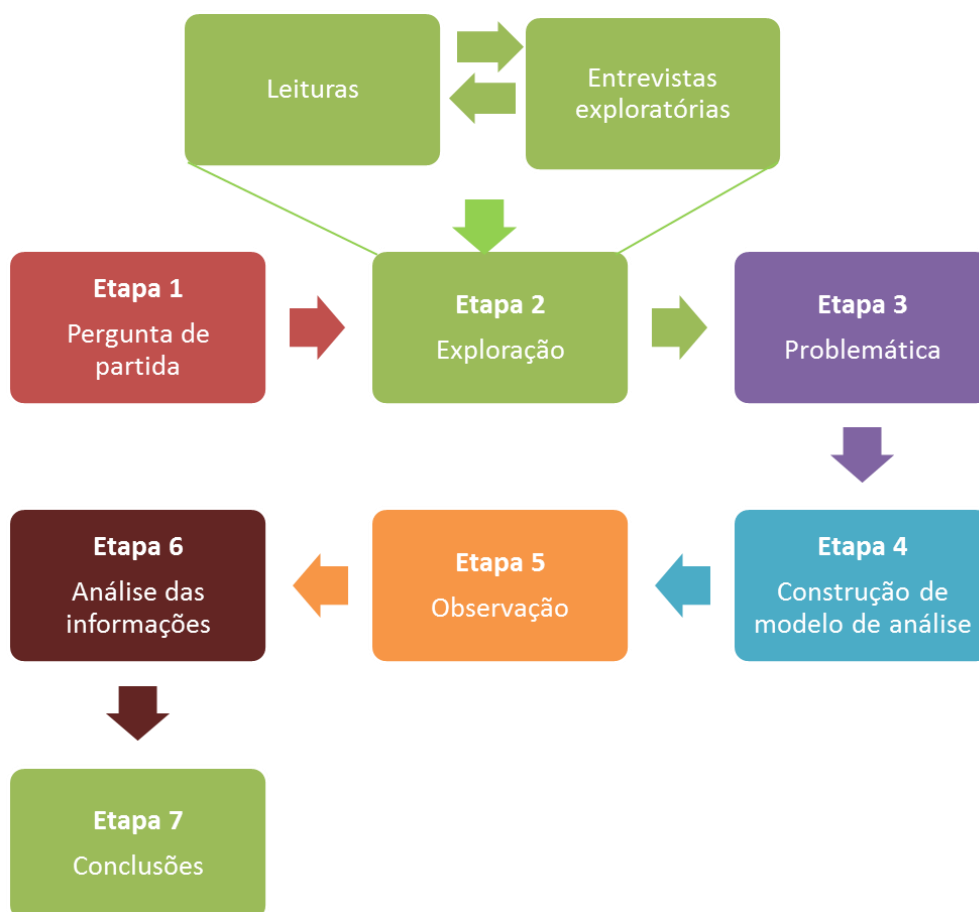 Leituras
Entrevistas
exploratórias
Etapa 1
Pergunta de
partida
Etapa 2
Exploração
Etapa 3
Problemática
Etapa 4
Construção de
modelo de análise
Etapa 5
Observação
Etapa 6
Análise das
informações
Etapa 7
Conclusões